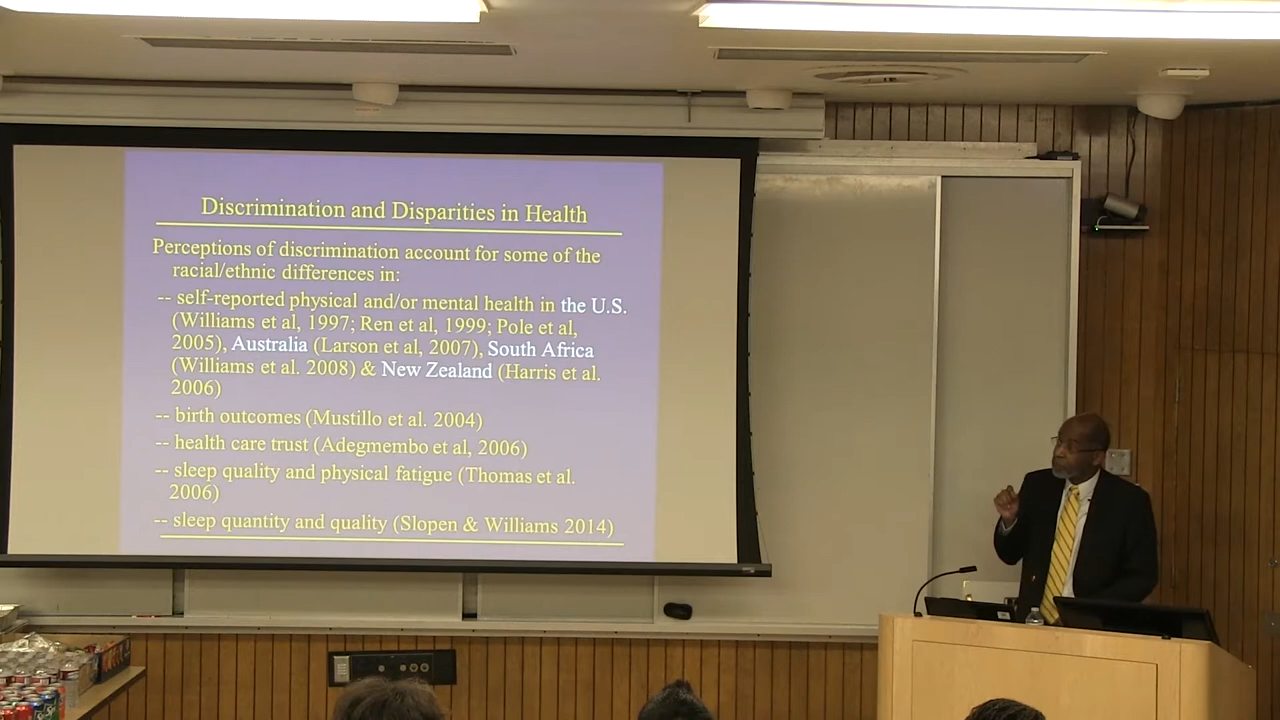 Discrimination and Disparities in Health
Perceptions of discrimination account for some of the
racial/ethnic differences in:
-- self-reported physical and/or mental health in the U.S.
(Williams et al, 1997; Ren et al, 1999; Pole et al,
2005), Australia (Larson et al, 2007), South Africa
(Williams et al. 2008) & New Zealand (Harris et al.
2006)
-- birth outcomes (Mustillo et al. 2004)
-- health care trust (Adegmembo et al, 2006)
-- sleep quality and physical fatigue (Thomas et al.
2006)
-- sleep quantity and quality (Slopen & Williams 2014)